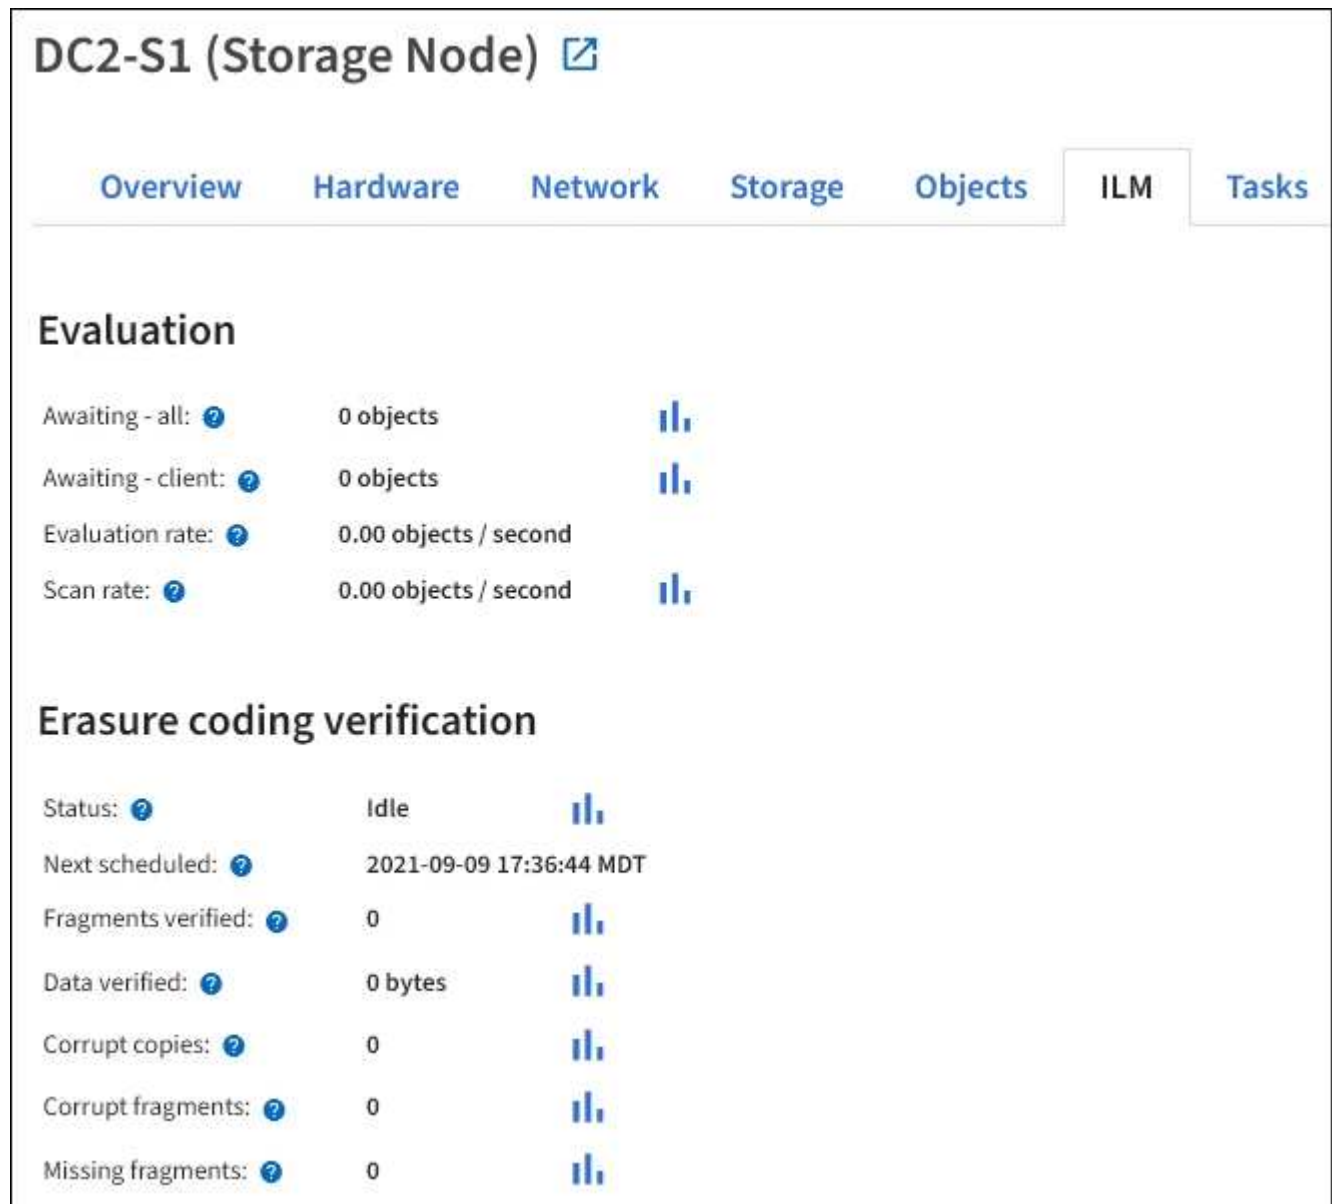 DC2-S1 (Storage Node)
Overview Hardware Network Storage Objects ILM Tasks
Evaluation
Awaiting - all: ? 0 objects
Awaiting - client: ? 0 objects
Evaluation rate: ? 0.00 objects / second
Scan rate: ? 0.00 objects / second
Erasure coding verification
Status: ? Idle
Next scheduled: ? 2021-09-09 17:36:44 MDT
Fragments verified: ? 0
Data verified: ? 0 bytes
Corrupt copies: ? 0
Corrupt fragments: ? 0
Missing fragments: ? 0